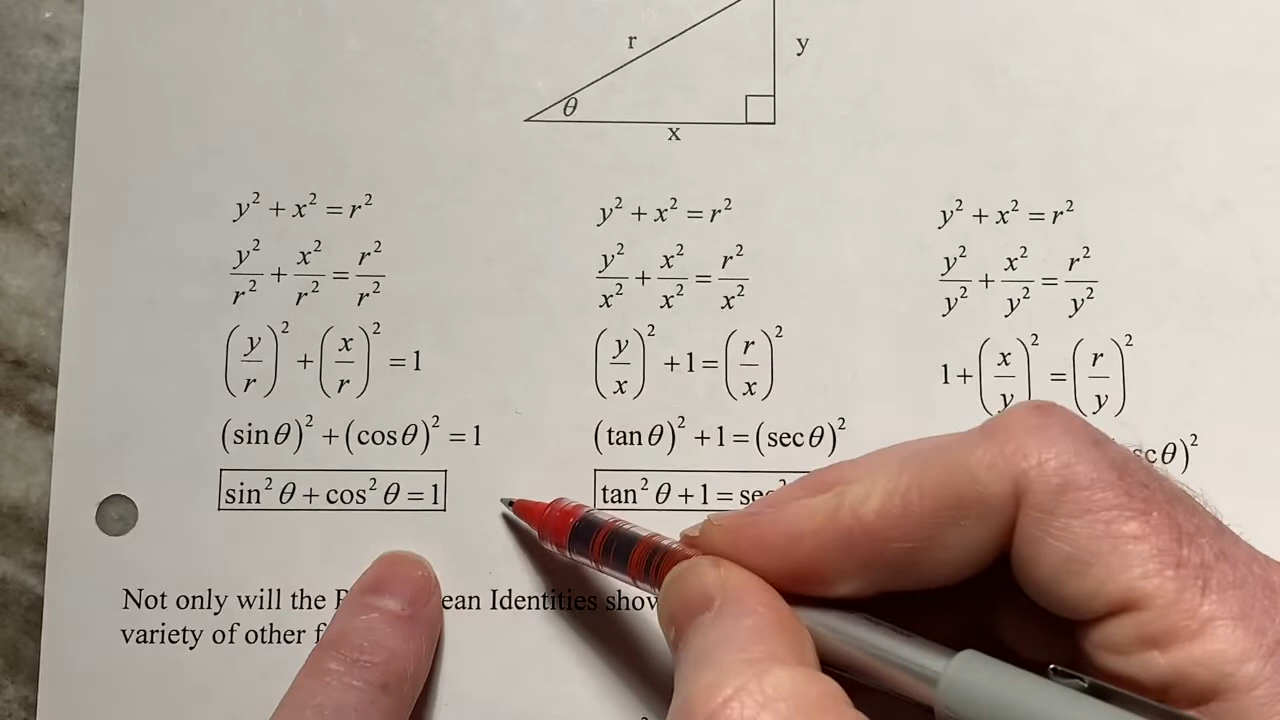 r
y
θ
x
y² + x² = r²
y²/r² + x²/r² = r²/r²
(y/r)² + (x/r)² = 1
(sin θ)² + (cos θ)² = 1
sin² θ + cos² θ = 1
y² + x² = r²
y²/x² + x²/x² = r²/x²
(y/x)² + 1 = (r/x)²
(tan θ)² + 1 = (sec θ)²
tan² θ + 1 =
y² + x² = r²
y²/y² + x²/y² = r²/y²
1 + (x/y)² = (r/y)²
θ)²
Not only will the Identities
variety of other